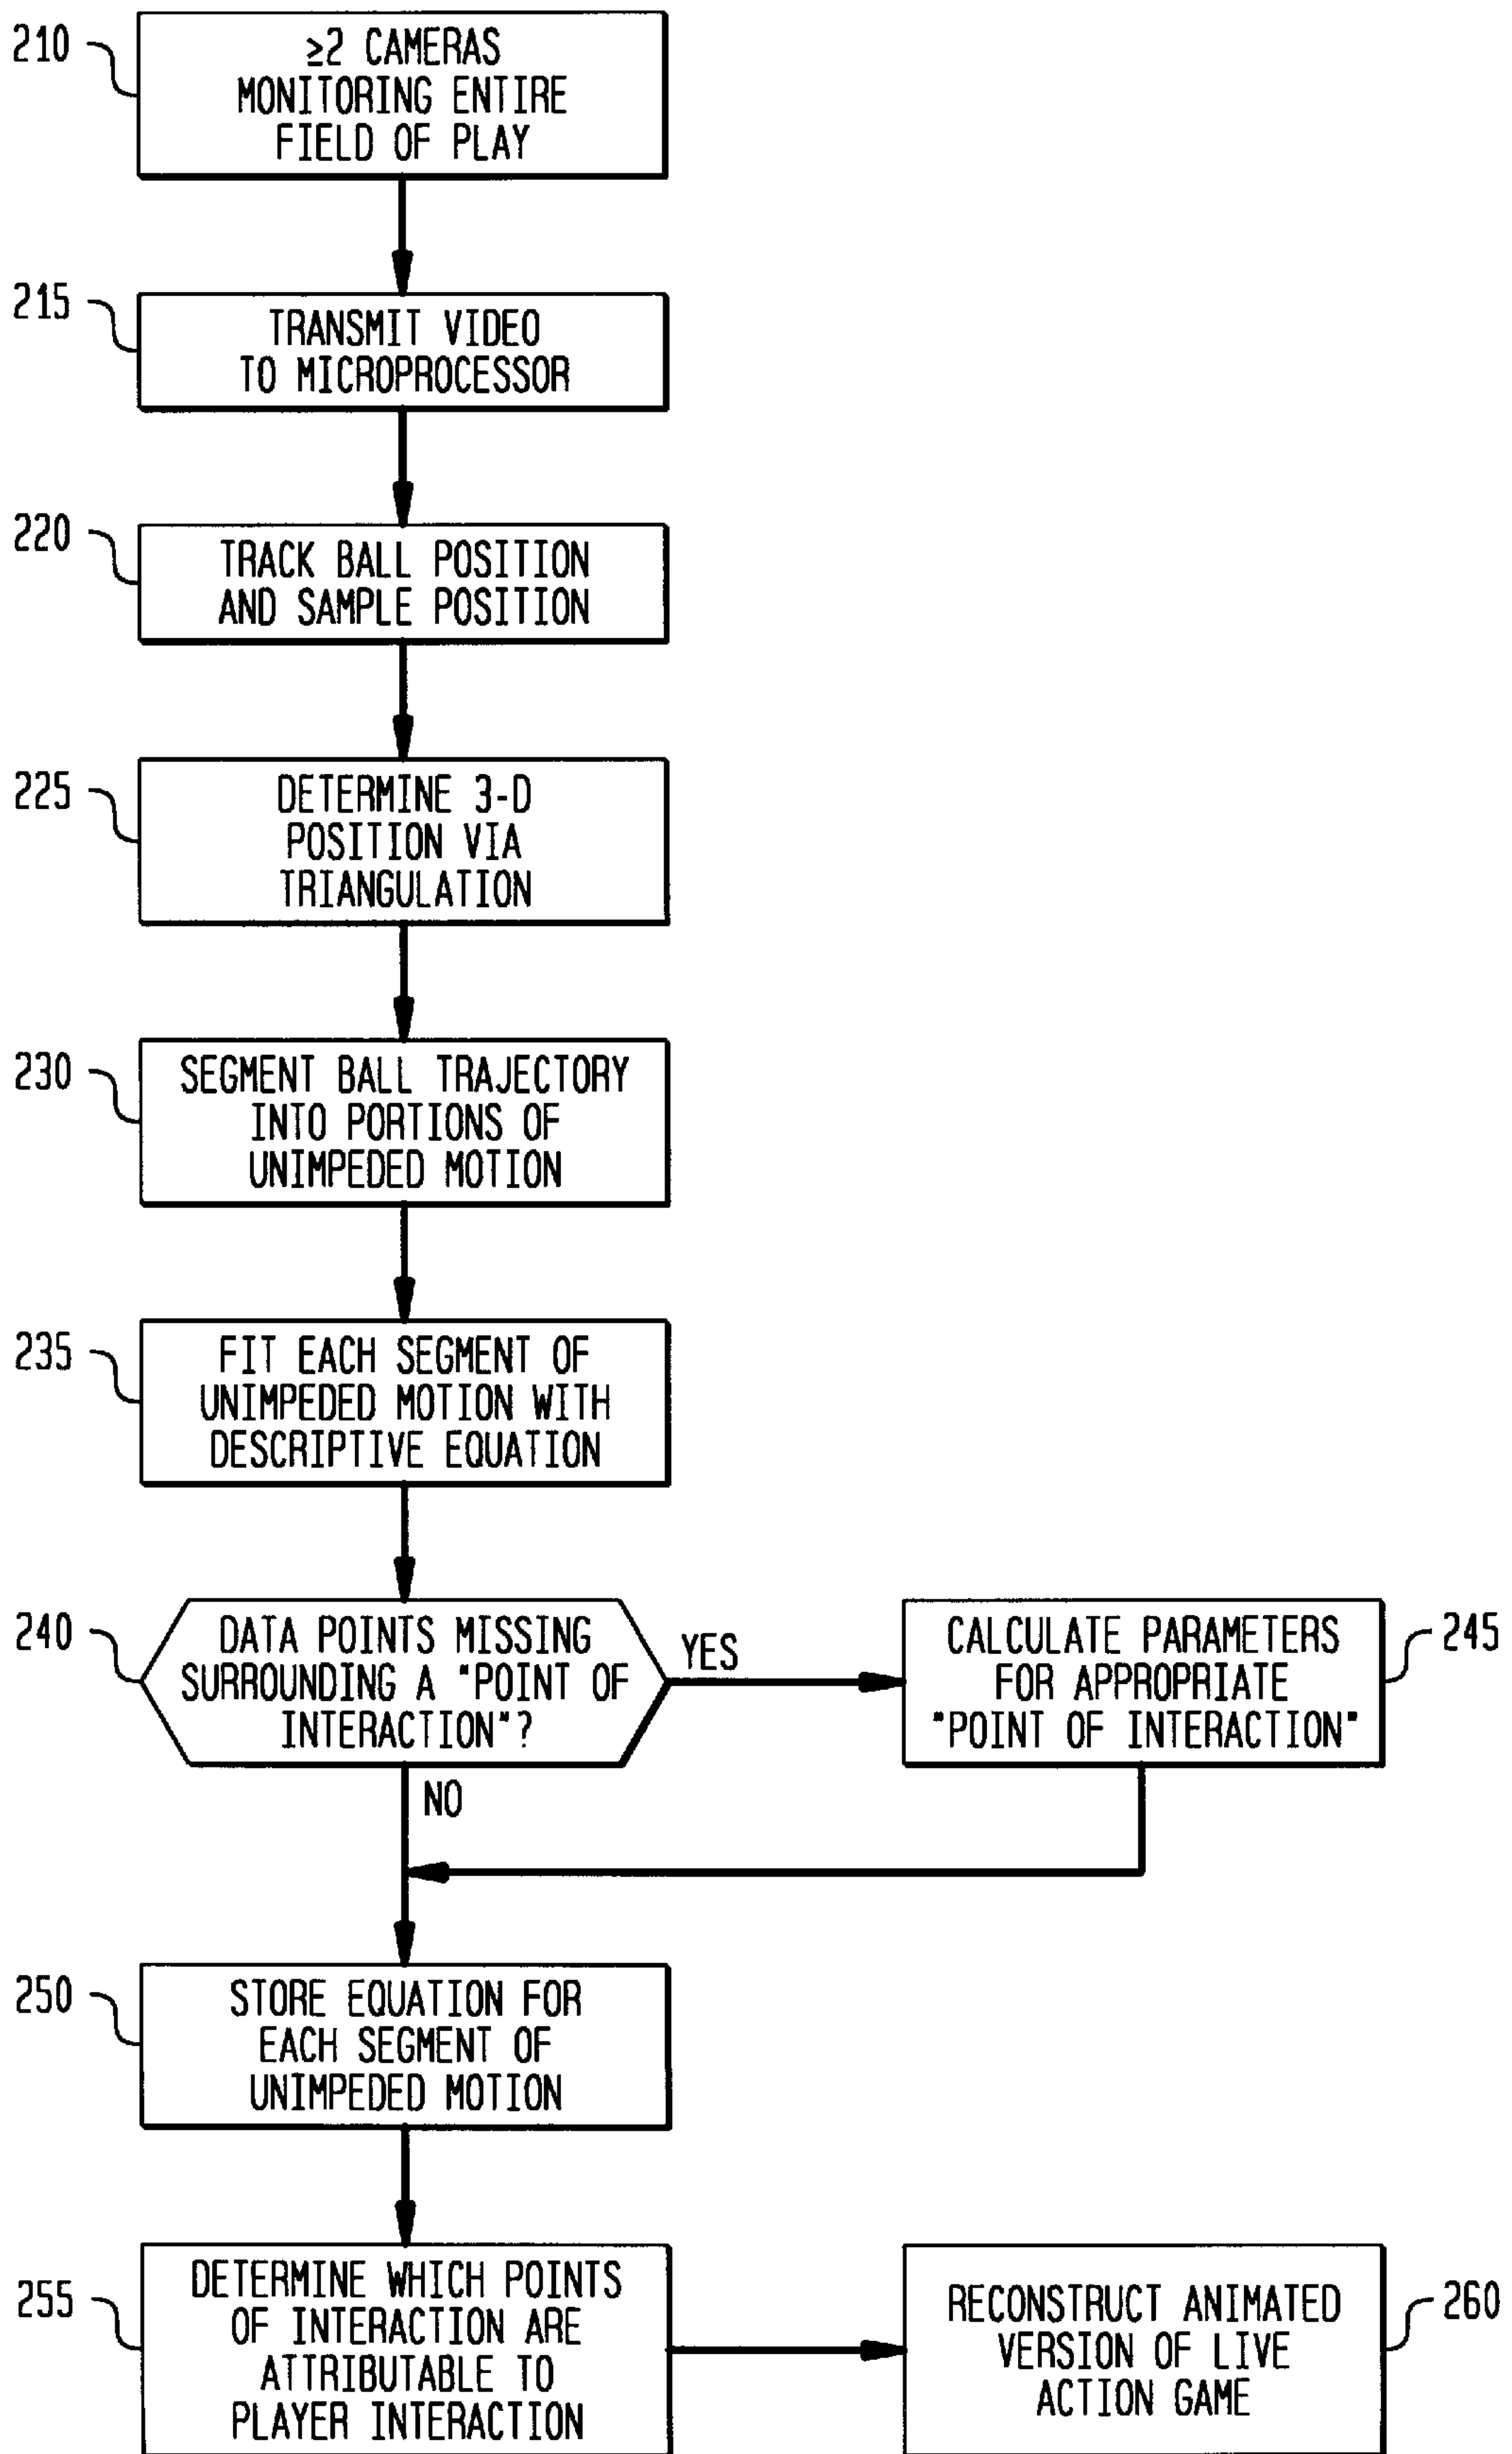 210
≥2 CAMERAS
MONITORING ENTIRE
FIELD OF PLAY
215
TRANSMIT VIDEO
TO MICROPROCESSOR
220
TRACK BALL POSITION
AND SAMPLE POSITION
225
DETERMINE 3-D
POSITION VIA
TRIANGULATION
230
SEGMENT BALL TRAJECTORY
INTO PORTIONS OF
UNIMPEDED MOTION
235
FIT EACH SEGMENT OF
UNIMPEDED MOTION WITH
DESCRIPTIVE EQUATION
240
DATA POINTS MISSING
SURROUNDING A "POINT OF
INTERACTION"?
YES
NO
CALCULATE PARAMETERS
FOR APPROPRIATE
"POINT OF INTERACTION"
245
250
STORE EQUATION FOR
EACH SEGMENT OF
UNIMPEDED MOTION
255
DETERMINE WHICH POINTS
OF INTERACTION ARE
ATTRIBUTABLE TO
PLAYER INTERACTION
RECONSTRUCT ANIMATED
VERSION OF LIVE
ACTION GAME
260